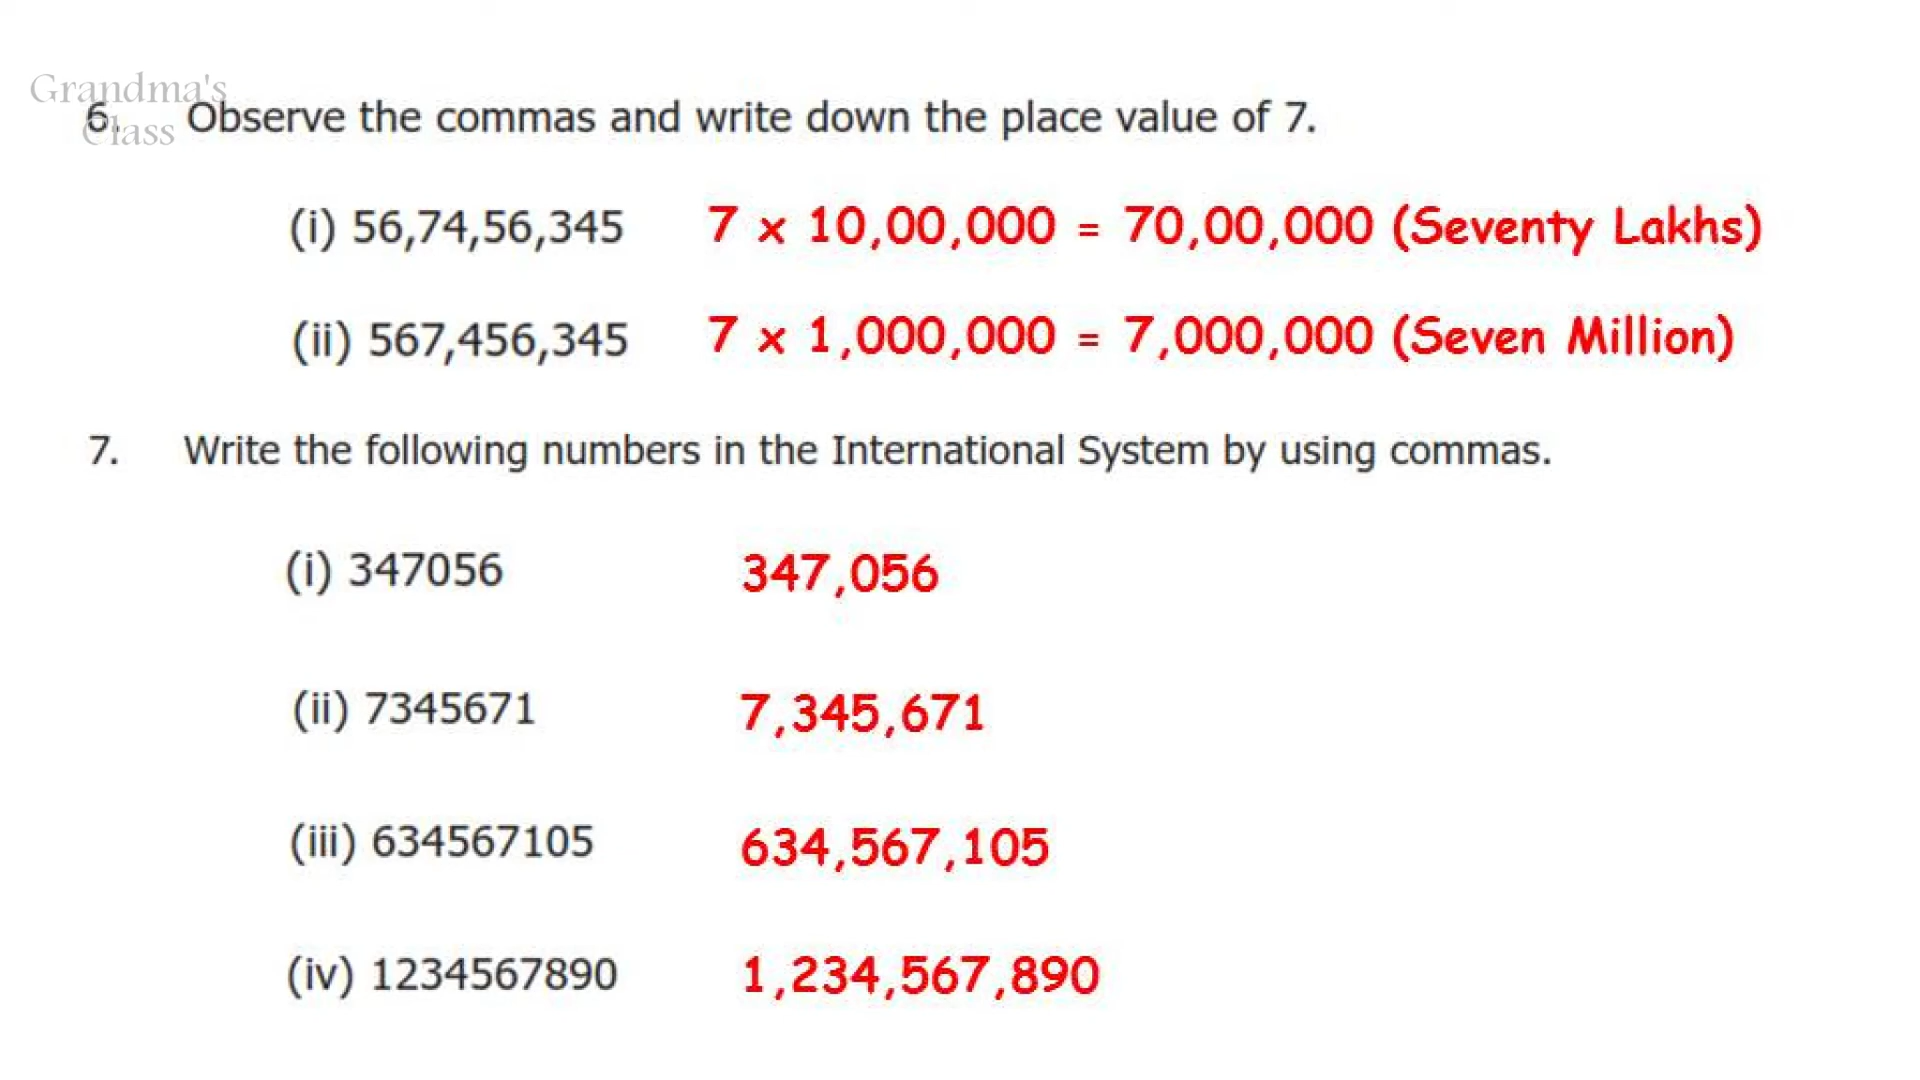 Grandma's
Class
6. Observe the commas and write down the place value of 7.
(i) 56,74,56,345 7 x 10,00,000 = 70,00,000 (Seventy Lakhs)
(ii) 567,456,345 7 x 1,000,000 = 7,000,000 (Seven Million)
7. Write the following numbers in the International System by using commas.
(i) 347056 347,056
(ii) 7345671 7,345,671
(iii) 634567105 634,567,105
(iv) 1234567890 1,234,567,890